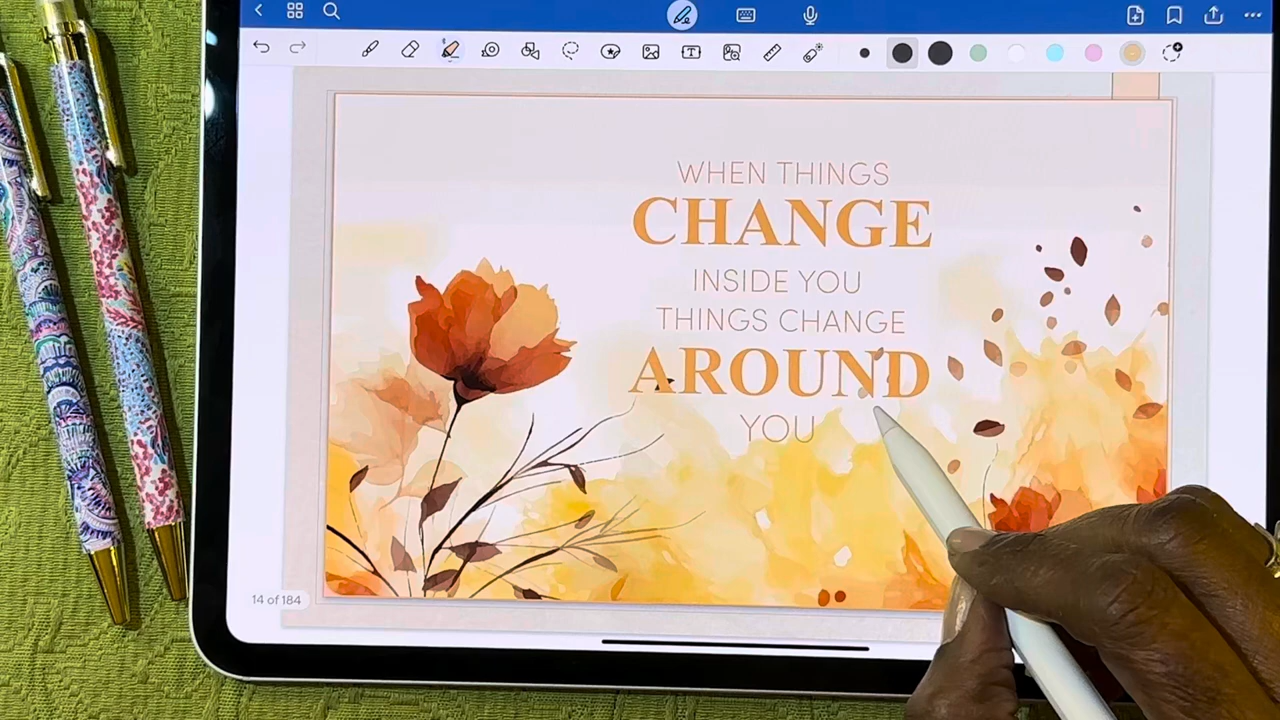 WHEN THINGS
CHANGE
INSIDE YOU
THINGS CHANGE
AROUND
YOU
14 of 184